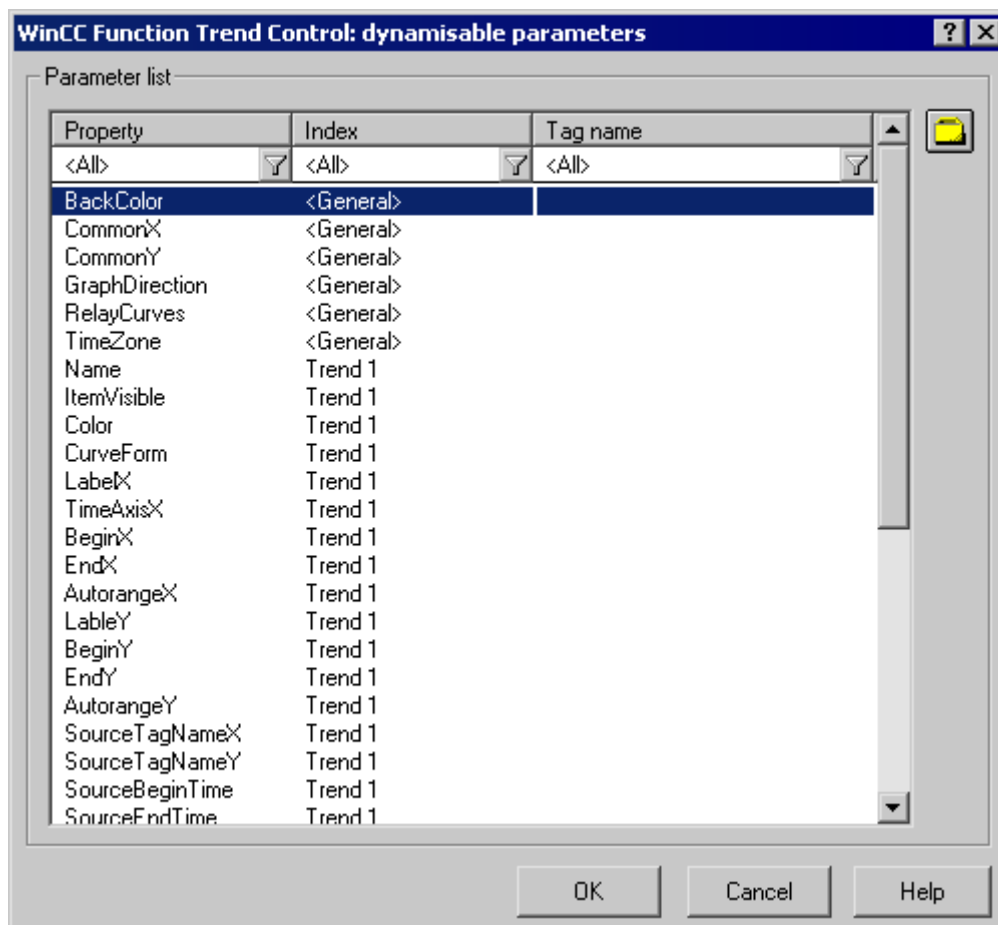 WinCC Function Trend Control: dynamisable parameters
Parameter list
Property Index Tag name
<All> <All> <All>
BackColor <General>
CommonX <General>
CommonY <General>
GraphDirection <General>
RelayCurves <General>
TimeZone <General>
Name Trend 1
ItemVisible Trend 1
Color Trend 1
CurveForm Trend 1
LabelX Trend 1
TimeAxisX Trend 1
BeginX Trend 1
EndX Trend 1
AutorangeX Trend 1
LableY Trend 1
BeginY Trend 1
EndY Trend 1
AutorangeY Trend 1
SourceTagNameX Trend 1
SourceTagNameY Trend 1
SourceBeginTime Trend 1
SourceEndTime Trend 1
OK Cancel Help